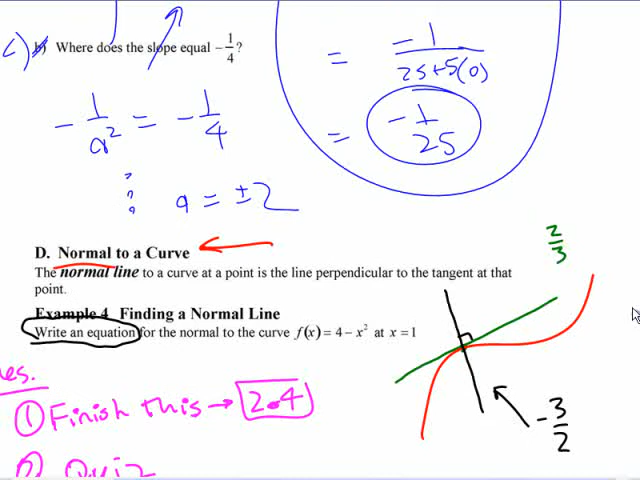 c) b) Where does the slope equal -1/4?
= -1/(25+5(0))
-1/a² = -1/4
= -1/25
a = ±2
D. Normal to a Curve
The normal line to a curve at a point is the line perpendicular to the tangent at that
point.
2/3
Example 4 Finding a Normal Line
Write an equation for the normal to the curve f(x) = 4 – x² at x = 1
① Finish this → 2.4
-3/2
② Quiz